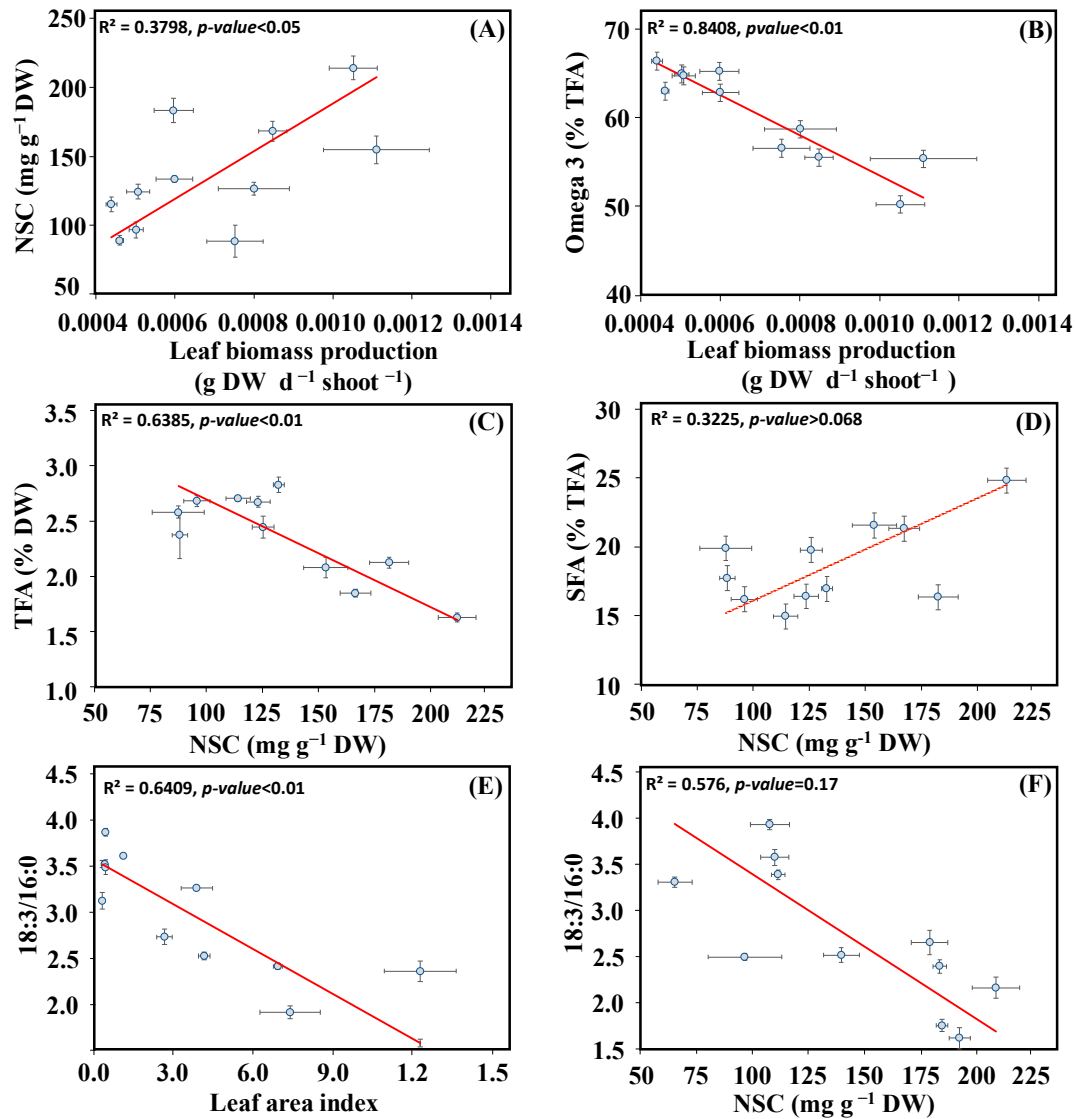 R² = 0.3798, p-value<0.05
(A)
NSC (mg g⁻¹ DW)
250
200
150
100
50
0.0004 0.0006 0.0008 0.0010 0.0012 0.0014
Leaf biomass production
(g DW d ⁻¹ shoot ⁻¹)
R² = 0.8408, pvalue<0.01
(B)
Omega 3 (% TFA)
70
60
50
40
0.0004 0.0006 0.0008 0.0010 0.0012 0.0014
Leaf biomass production
(g DW d⁻¹ shoot⁻¹ )
R² = 0.6385, p-value<0.01
(C)
TFA (% DW)
3.5
3.0
2.5
2.0
1.5
1.0
50 75 100 125 150 175 200 225
NSC (mg g⁻¹ DW)
R² = 0.3225, p-value>0.068
(D)
SFA (% TFA)
30
25
20
15
10
50 75 100 125 150 175 200 225
NSC (mg g⁻¹ DW)
R² = 0.6409, p-value<0.01
(E)
18:3/16:0
4.5
4.0
3.5
3.0
2.5
2.0
1.5
0.0 3.0 6.0 9.0 1.2 1.5
Leaf area index
R² = 0.576, p-value=0.17
(F)
18:3/16:0
4.5
4.0
3.5
3.0
2.5
2.0
1.5
50 75 100 125 150 175 200 225
NSC (mg g ⁻¹ DW)